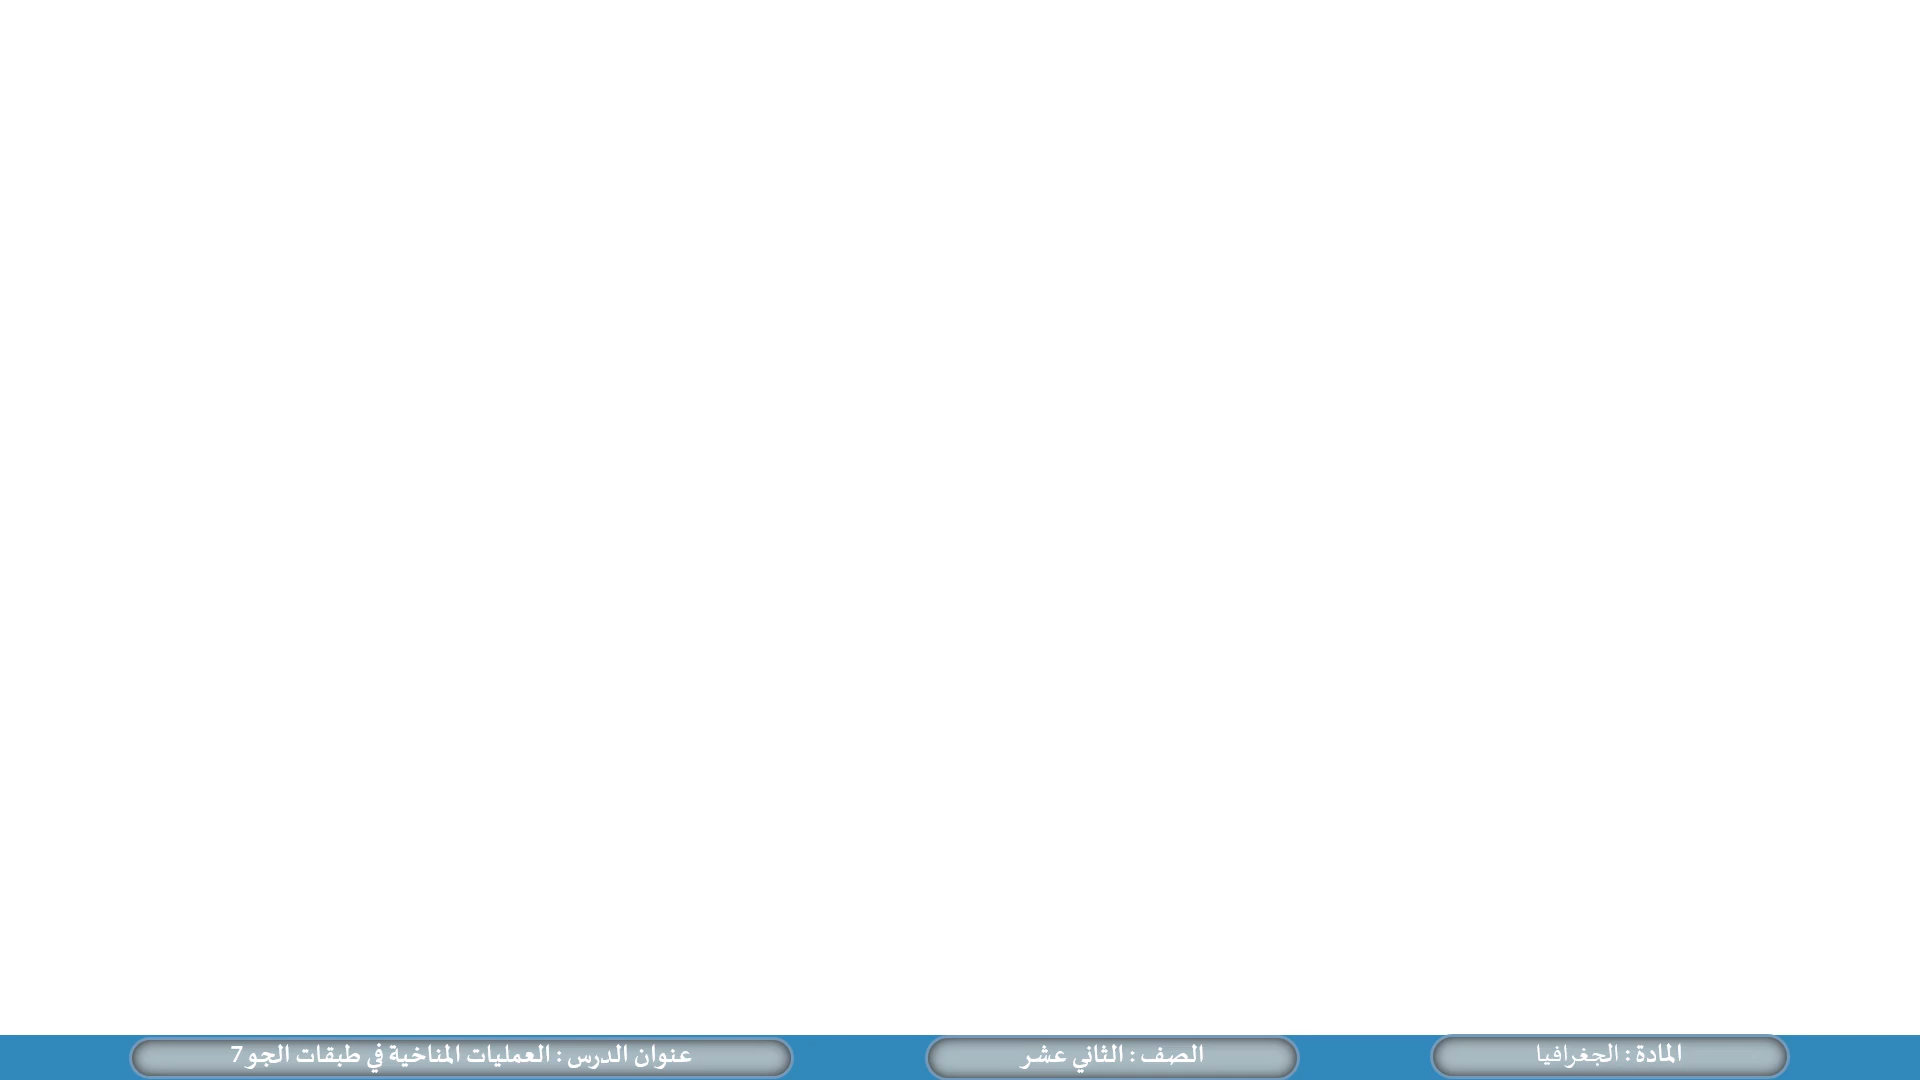 المادة : الجغرافيا
الصف : الثاني عشر
عنوان الدرس : العمليات المناخية في طبقات الجو 7